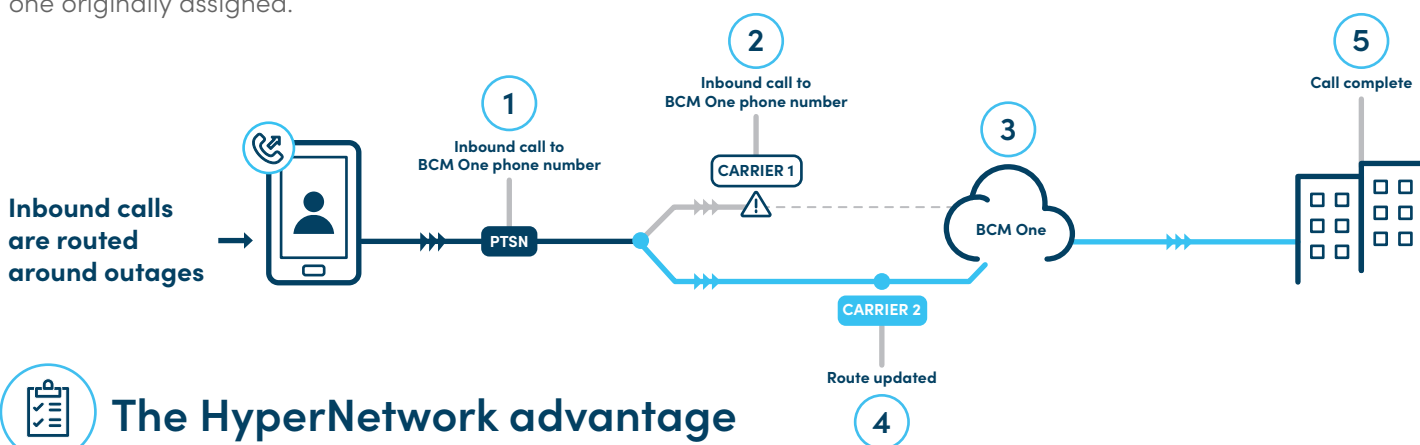 one originally assigned.
Inbound calls
are routed
around outages
1
Inbound call to
BCM One phone number
PTSN
2
Inbound call to
BCM One phone number
CARRIER 1
3
BCM One
CARRIER 2
Route updated
4
5
Call complete
The HyperNetwork advantage